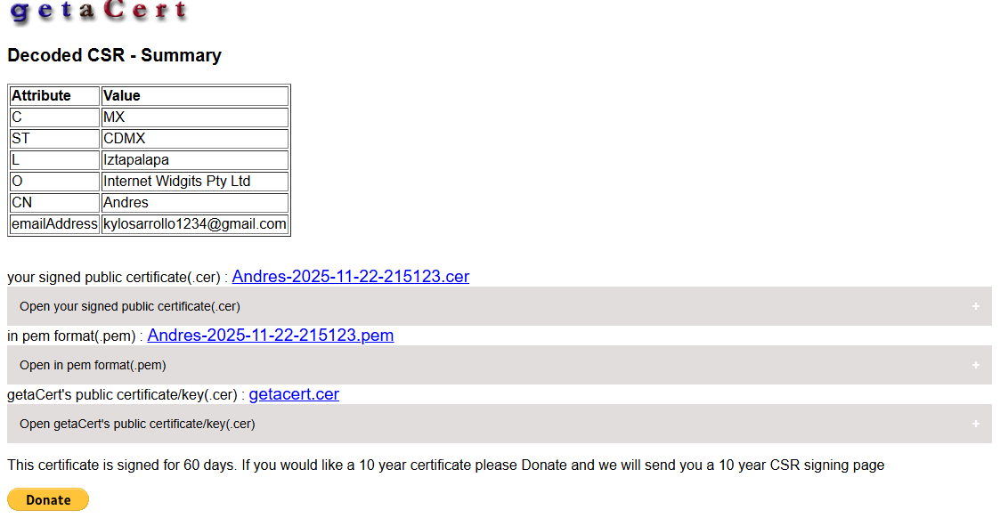 getaCert
Decoded CSR - Summary
Attribute Value
C MX
ST CDMX
L Iztapalapa
O Internet Widgits Pty Ltd
CN Andres
emailAddress kylosarrollo1234@gmail.com
your signed public certificate(.cer) : Andres-2025-11-22-215123.cer
Open your signed public certificate(.cer) +
in pem format(.pem) : Andres-2025-11-22-215123.pem
Open in pem format(.pem) +
getaCert's public certificate/key(.cer) : getacert.cer
Open getaCert's public certificate/key(.cer) +
This certificate is signed for 60 days. If you would like a 10 year certificate please Donate and we will send you a 10 year CSR signing page
Donate